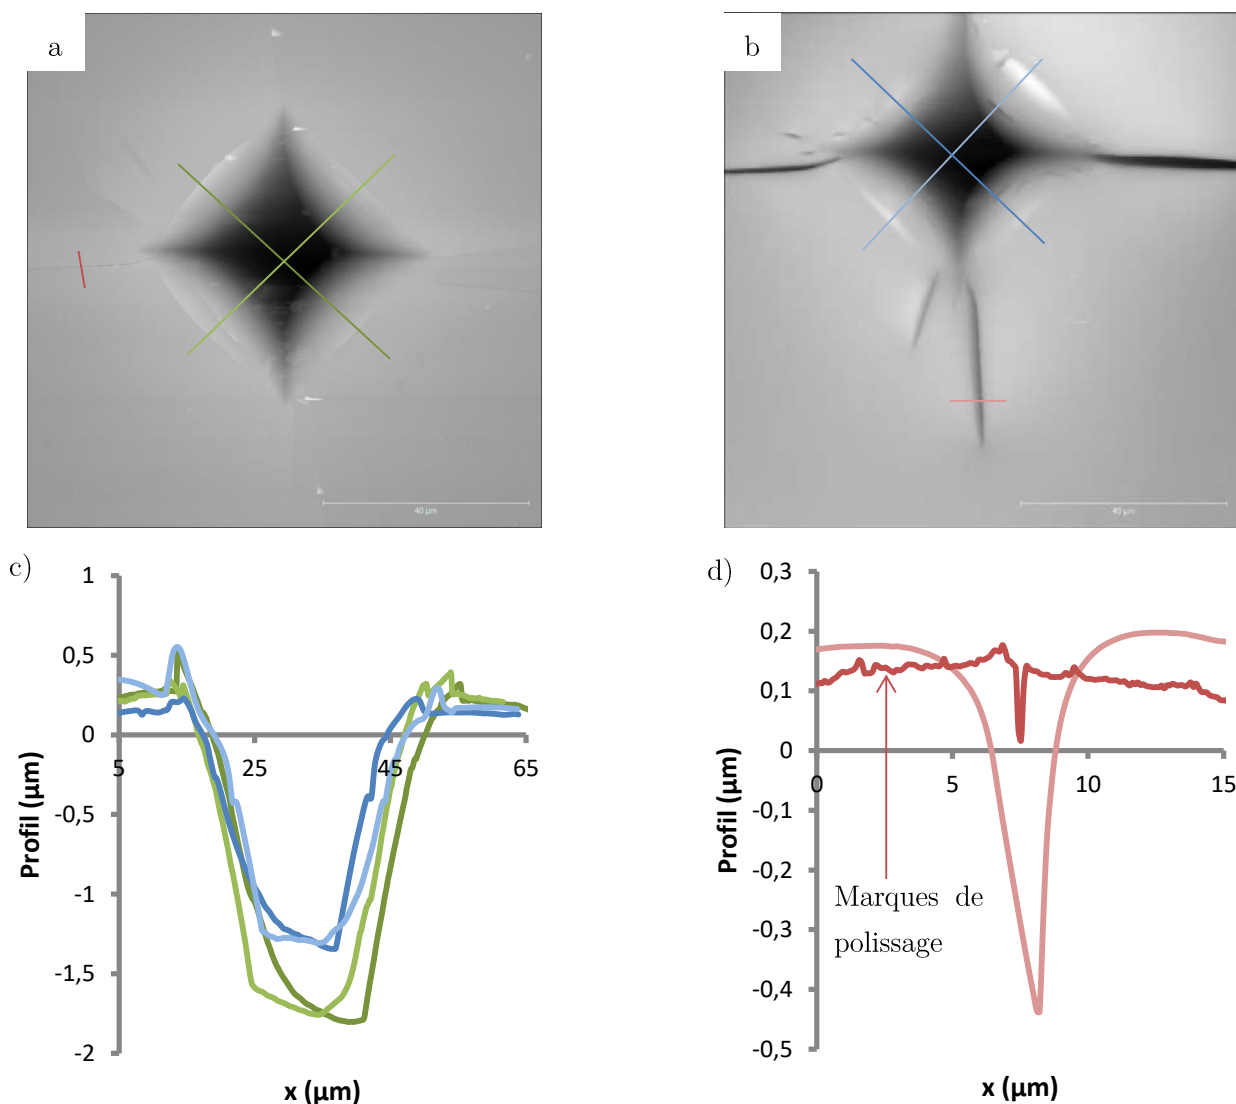 a
b
40 µm
40 µm
c)
1
0,5
0
-0,5
-1
-1,5
-2
5
25
45
65
Profil (µm)
x (µm)
d)
0,3
0,2
0,1
0
-0,1
-0,2
-0,3
-0,4
-0,5
0
5
10
15
Profil (µm)
Marques de
polissage
x (µm)